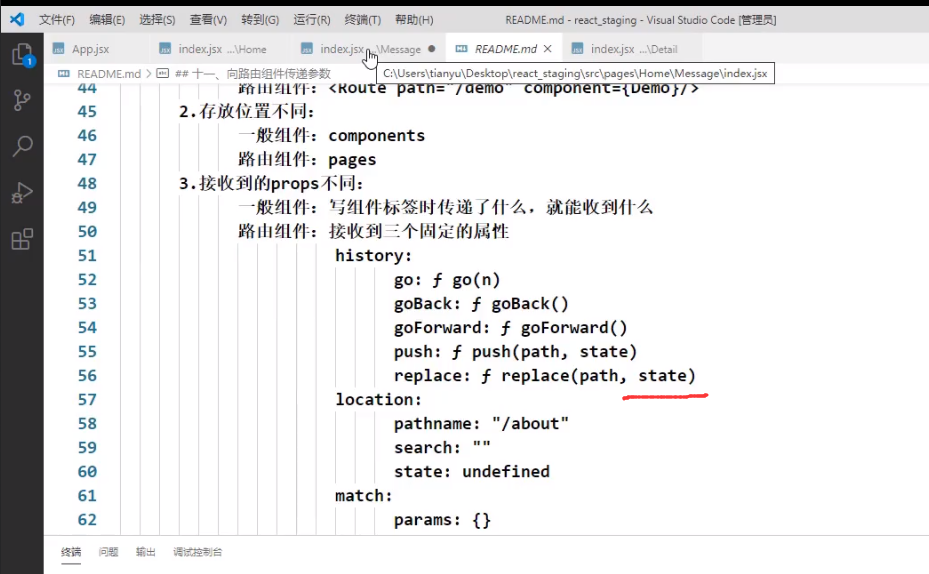 文件(F) 编辑(E) 选择(S) 查看(V) 转到(G) 运行(R) 终端(T) 帮助(H) README.md - react_staging - Visual Studio Code [管理员]
App.jsx index.jsx ...\Home index.jsx ...\Message README.md index.jsx ...\Detail
README.md > ## 十一、向路由组件传递参数
C:\Users\tianyu\Desktop\react_staging\src\pages\Home\Message\index.jsx
1
44 路由组件：<Route path="/demo" component={Demo}/>
45 2.存放位置不同：
46 一般组件：components
47 路由组件：pages
48 3.接收到的props不同：
49 一般组件：写组件标签时传递了什么，就能收到什么
50 路由组件：接收到三个固定的属性
51 history:
52 go: ƒ go(n)
53 goBack: ƒ goBack()
54 goForward: ƒ goForward()
55 push: ƒ push(path, state)
56 replace: ƒ replace(path, state)
57 location:
58 pathname: "/about"
59 search: ""
60 state: undefined
61 match:
62 params: {}
终端 问题 输出 调试控制台